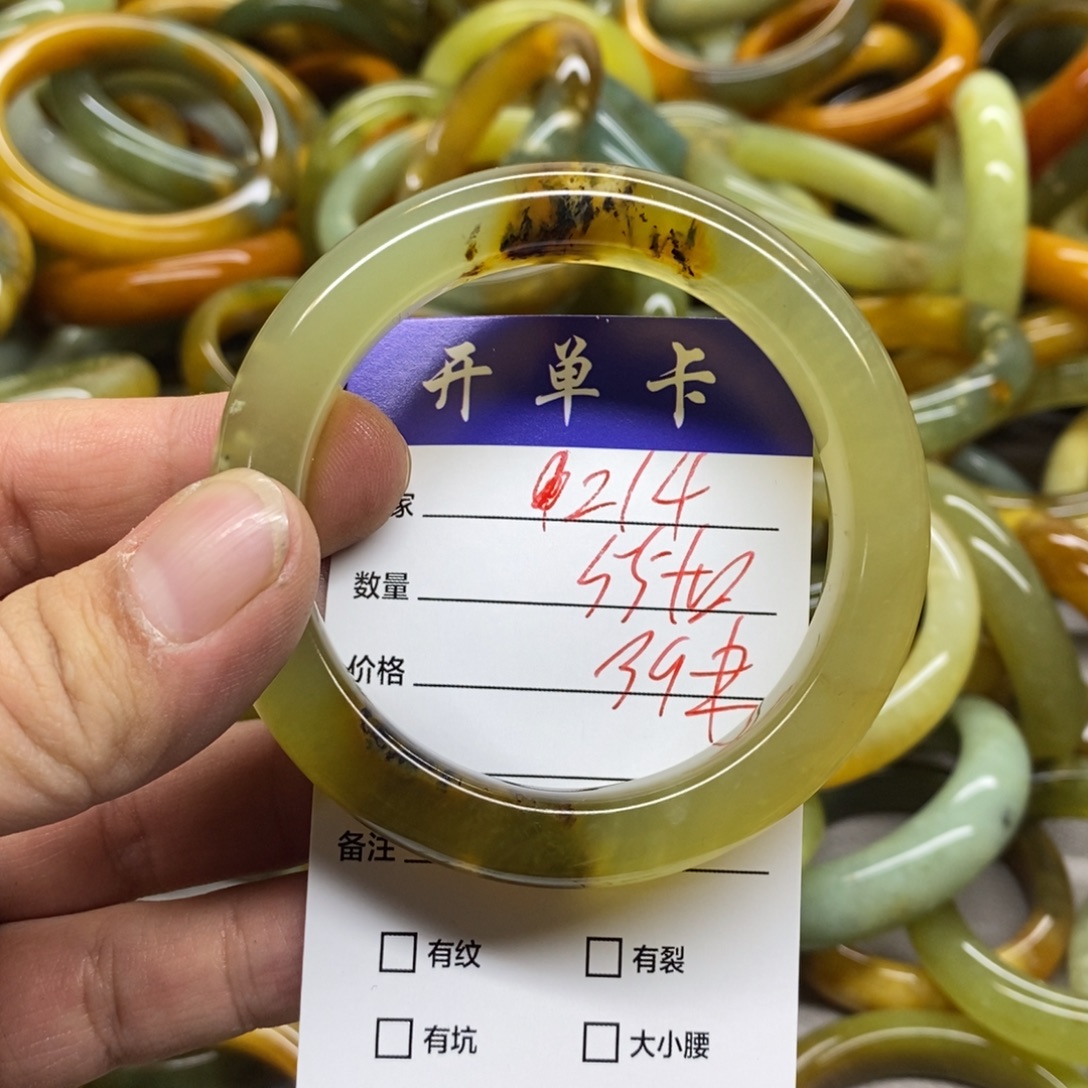 开单卡
家 214
数量
价格 39
备注
有纹 有裂
有坑 大小腰